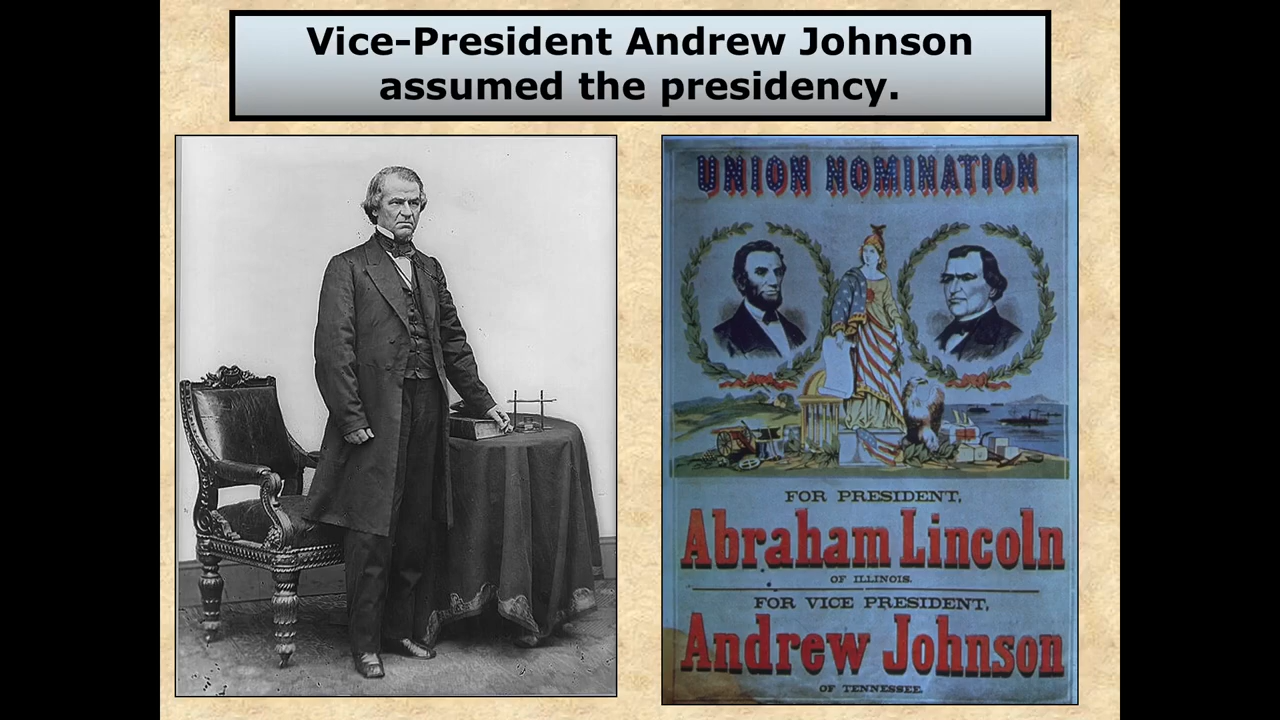 Vice-President Andrew Johnson
assumed the presidency.
UNION NOMINATION
FOR PRESIDENT,
Abraham Lincoln
OF ILLINOIS.
FOR VICE PRESIDENT,
Andrew Johnson
OF TENNESSEE.